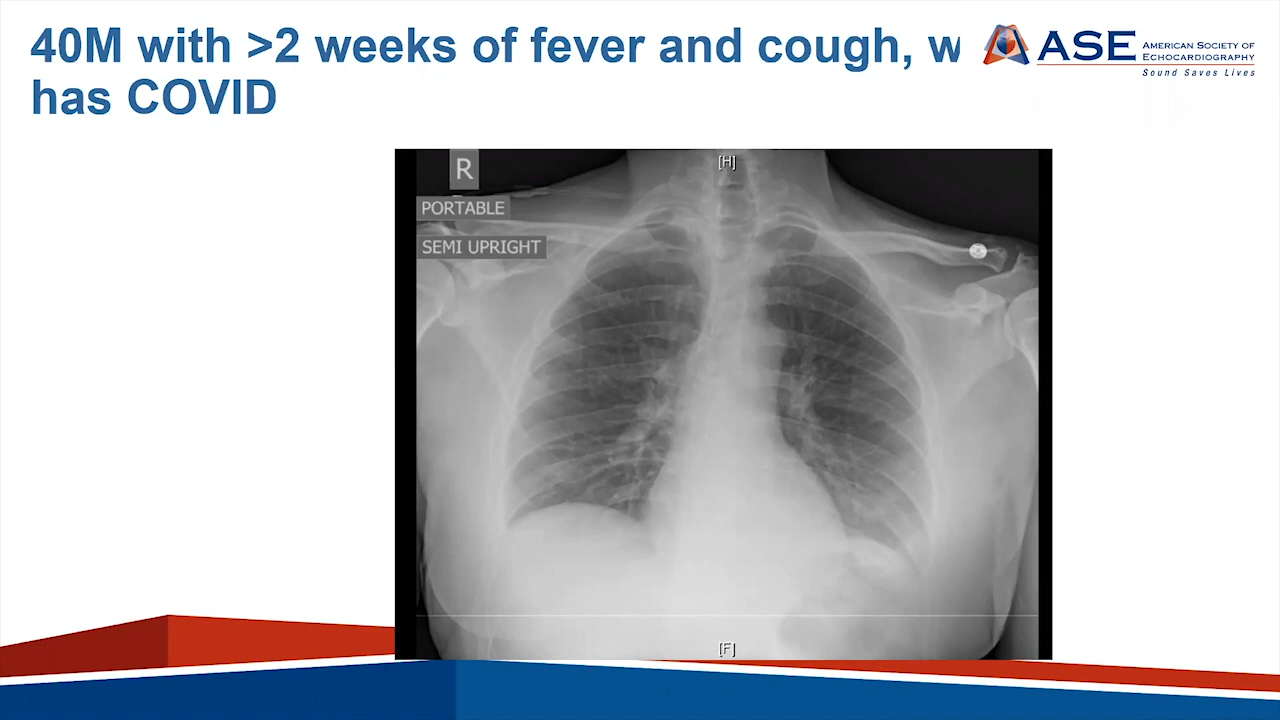 40M with >2 weeks of fever and cough, w
has COVID
ASE
AMERICAN SOCIETY OF
ECHOCARDIOGRAPHY
Sound Saves Lives
R
[H]
PORTABLE
SEMI UPRIGHT
[F]